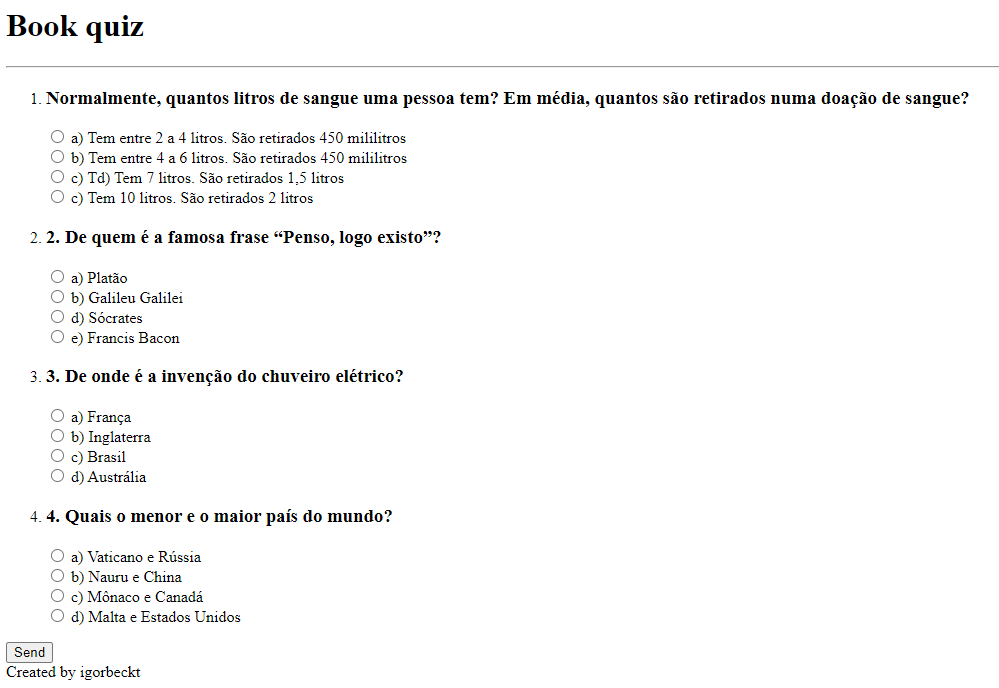 Book quiz
1. Normalmente, quantos litros de sangue uma pessoa tem? Em média, quantos são retirados numa doação de sangue?
a) Tem entre 2 a 4 litros. São retirados 450 mililitros
b) Tem entre 4 a 6 litros. São retirados 450 mililitros
c) Td) Tem 7 litros. São retirados 1,5 litros
c) Tem 10 litros. São retirados 2 litros
2. 2. De quem é a famosa frase “Penso, logo existo”?
a) Platão
b) Galileu Galilei
d) Sócrates
e) Francis Bacon
3. 3. De onde é a invenção do chuveiro elétrico?
a) França
b) Inglaterra
c) Brasil
d) Austrália
4. 4. Quais o menor e o maior país do mundo?
a) Vaticano e Rússia
b) Nauru e China
c) Mônaco e Canadá
d) Malta e Estados Unidos
Send
Created by igorbeckt